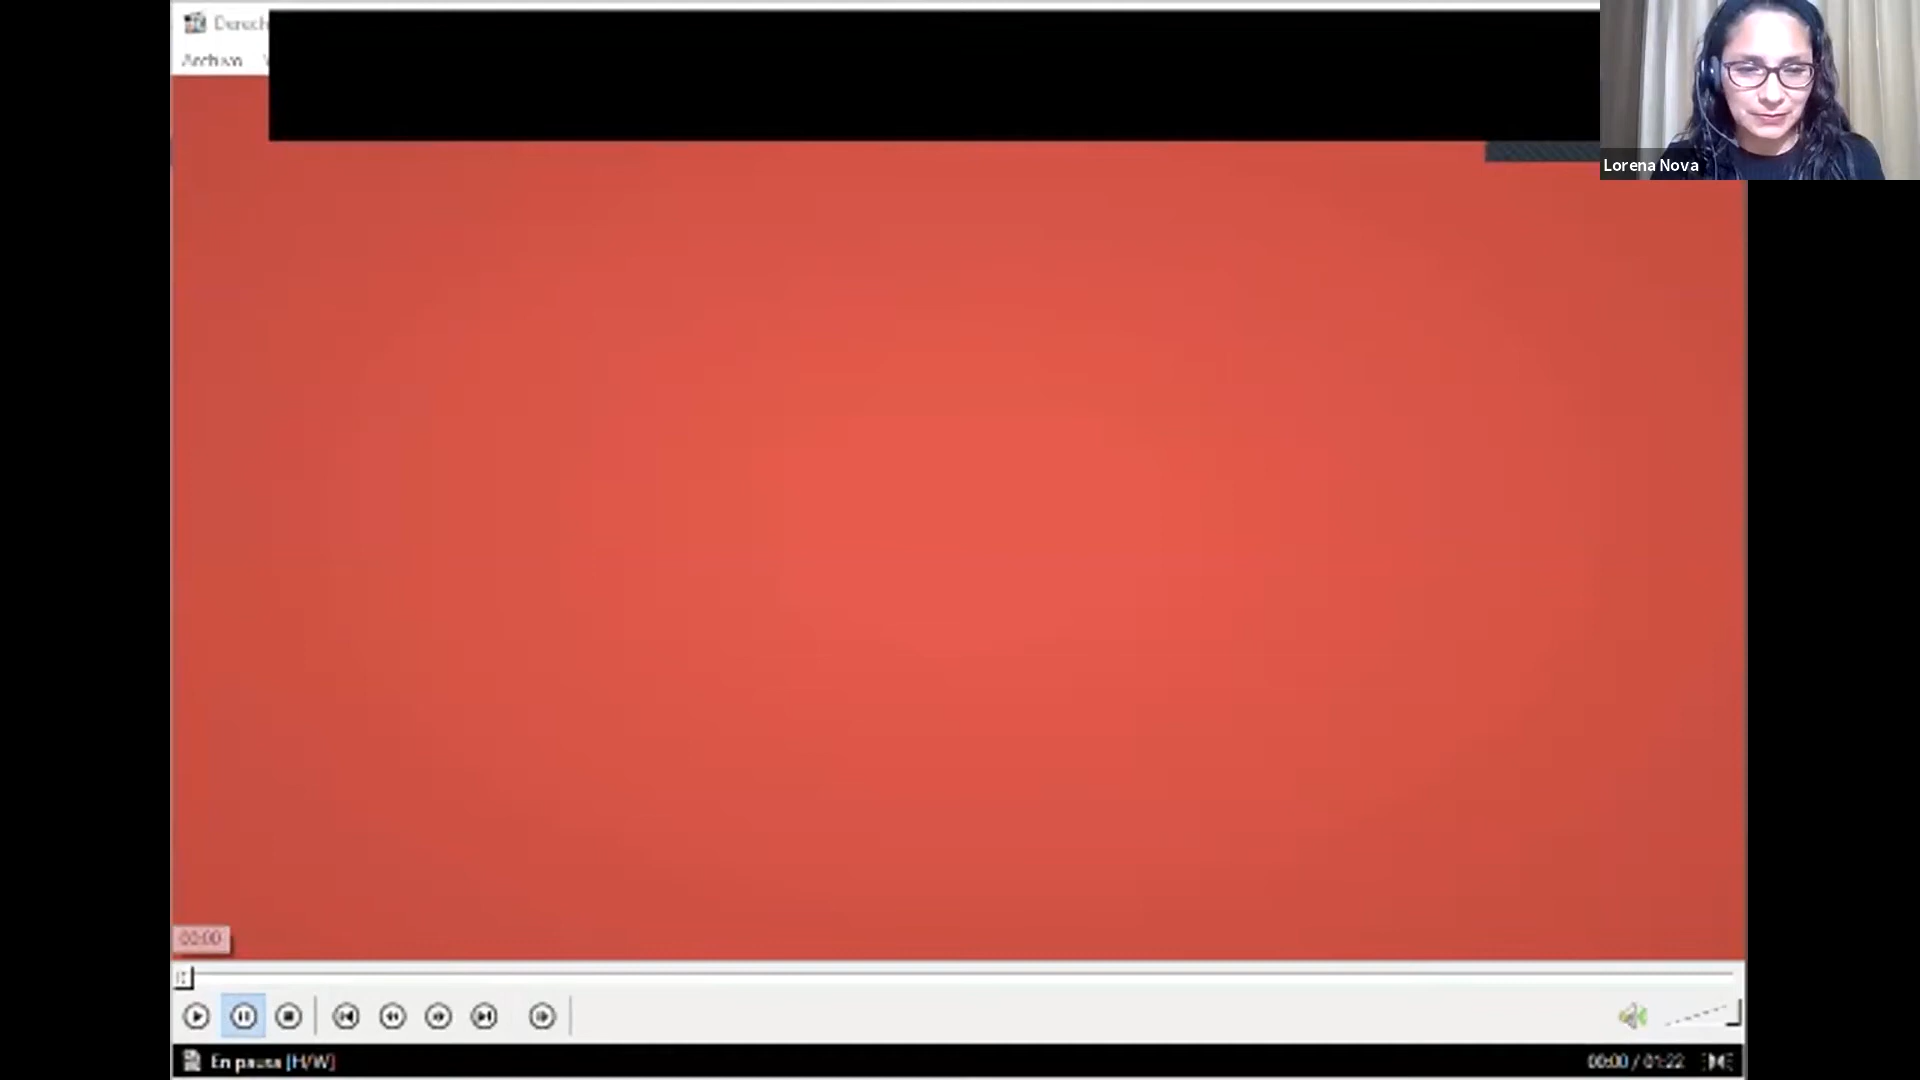 Derech
Archivo
Lorena Nova
00:00
En pausa [H/W]
00:00 / 01:22